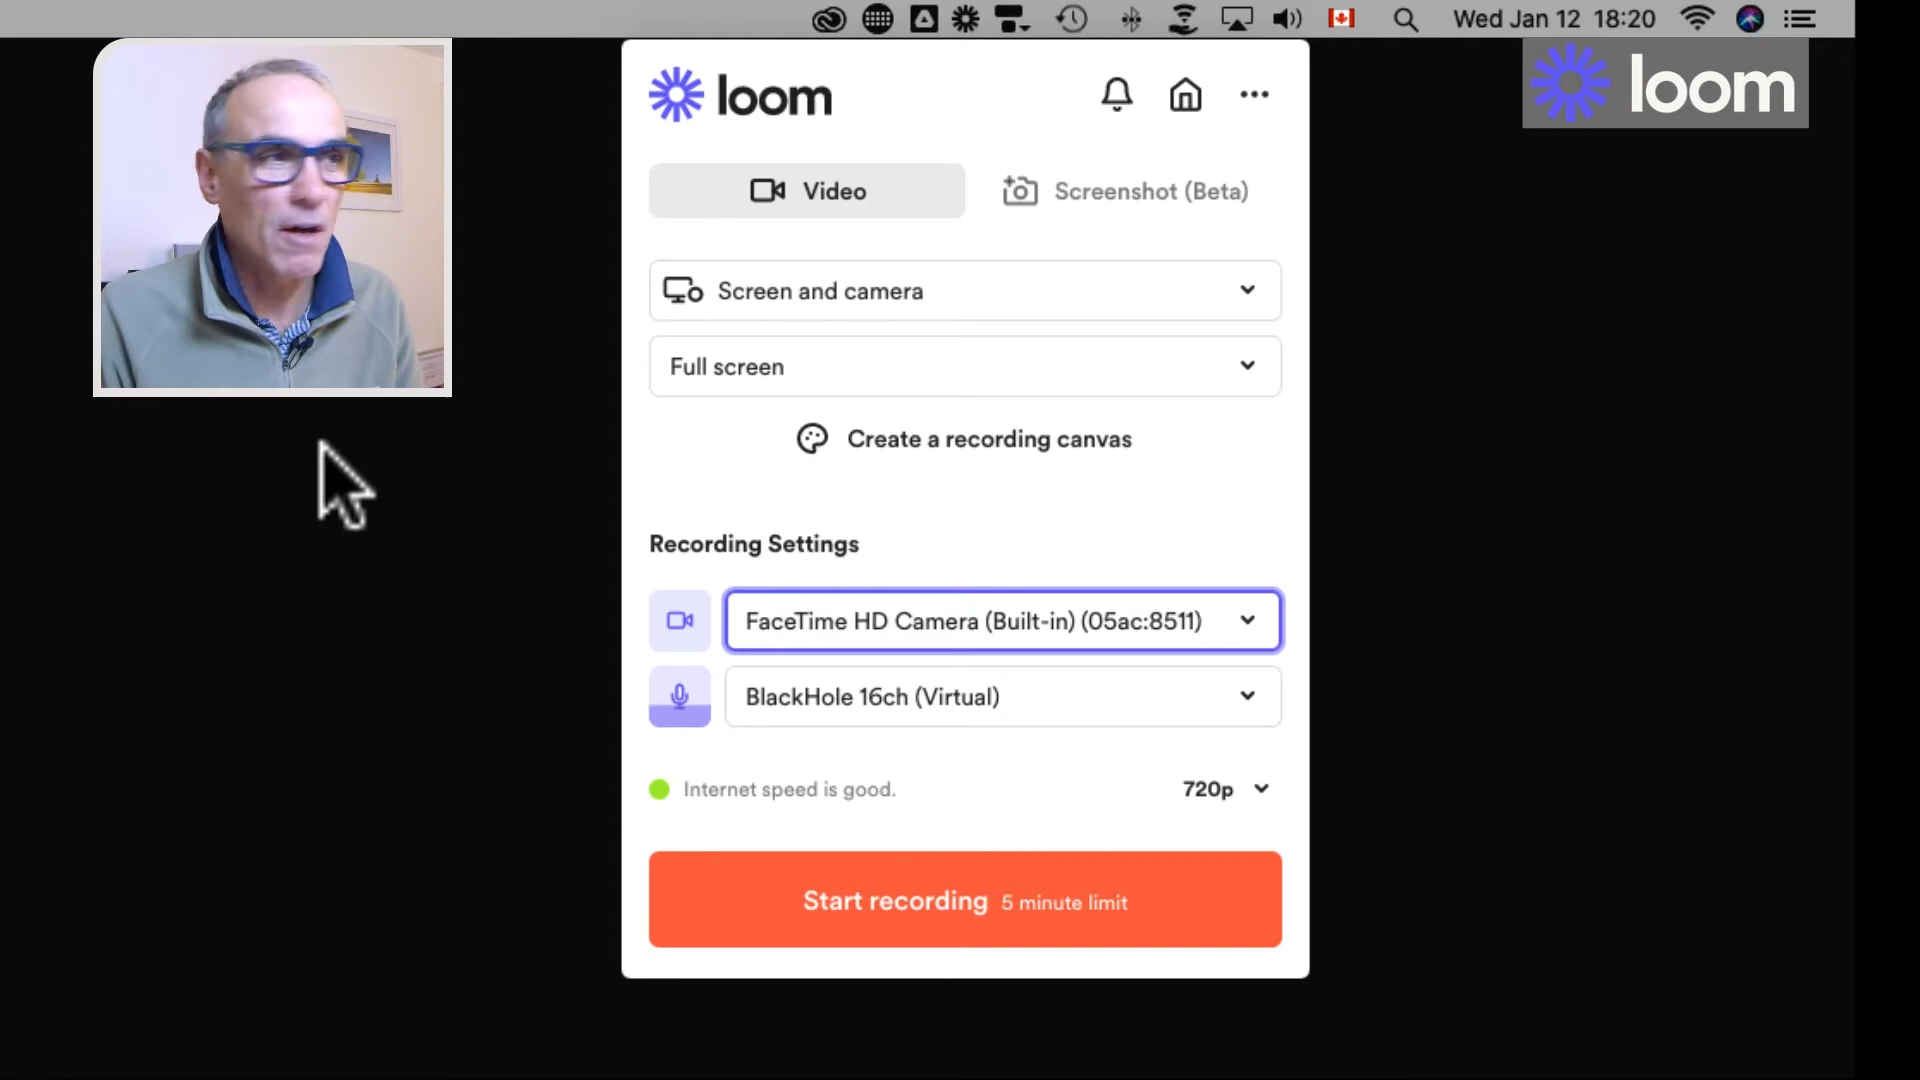 Wed Jan 12 18:20
loom
loom
Video
Screenshot (Beta)
Screen and camera
Full screen
Create a recording canvas
Recording Settings
FaceTime HD Camera (Built-in) (05ac:8511)
BlackHole 16ch (Virtual)
Internet speed is good.
720p
Start recording 5 minute limit